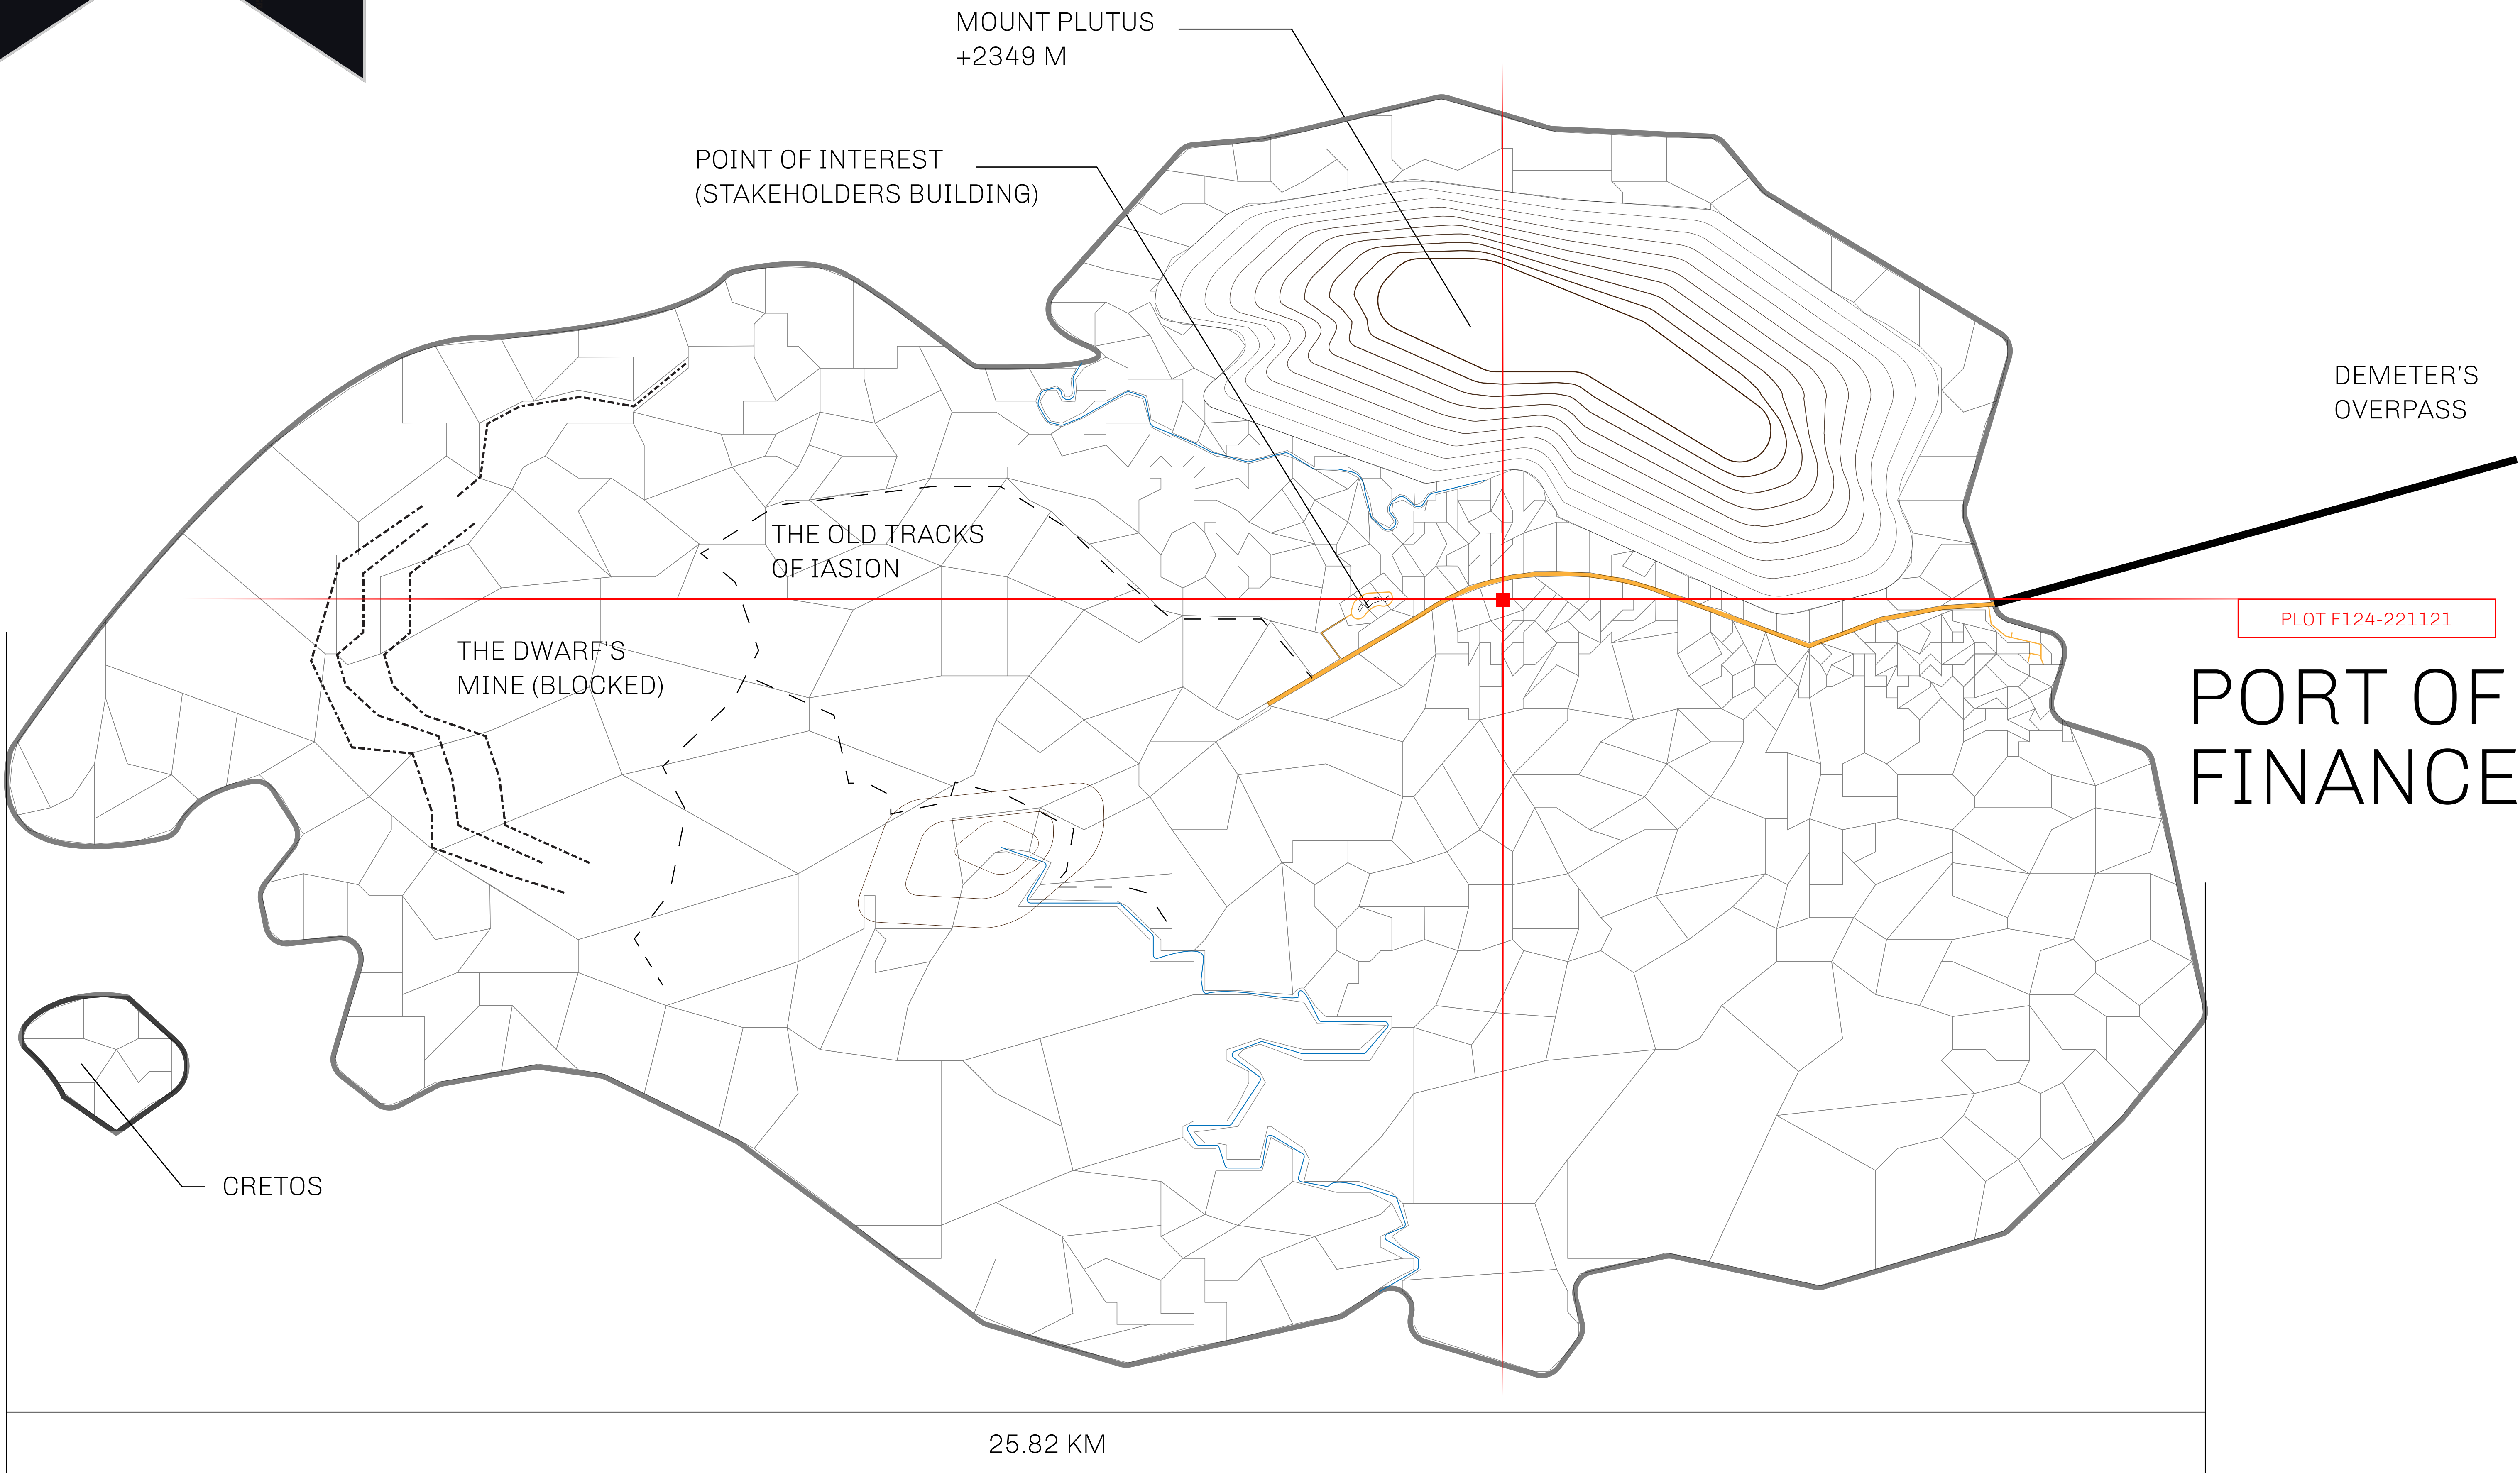 MOUNT PLUTUS
+2349 M
POINT OF INTEREST
(STAKEHOLDERS BUILDING)
DEMETER'S
OVERPASS
THE OLD TRACKS
OF IASION
PLOT F124-221121
THE DWARF'S
MINE (BLOCKED)
PORT OF
FINANCE
CRETOS
25.82 KM